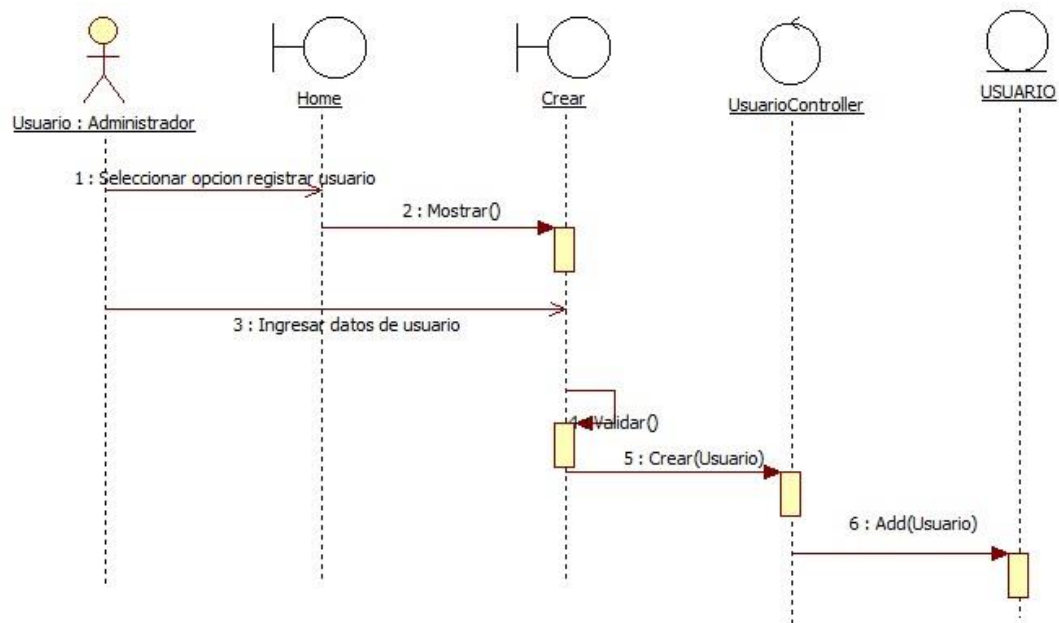 Usuario : Administrador
Home
Crear
UsuarioController
USUARIO
1 : Seleccionar opcion registrar usuario
2 : Mostrar()
3 : Ingresar datos de usuario
4 : Validar()
5 : Crear(Usuario)
6 : Add(Usuario)